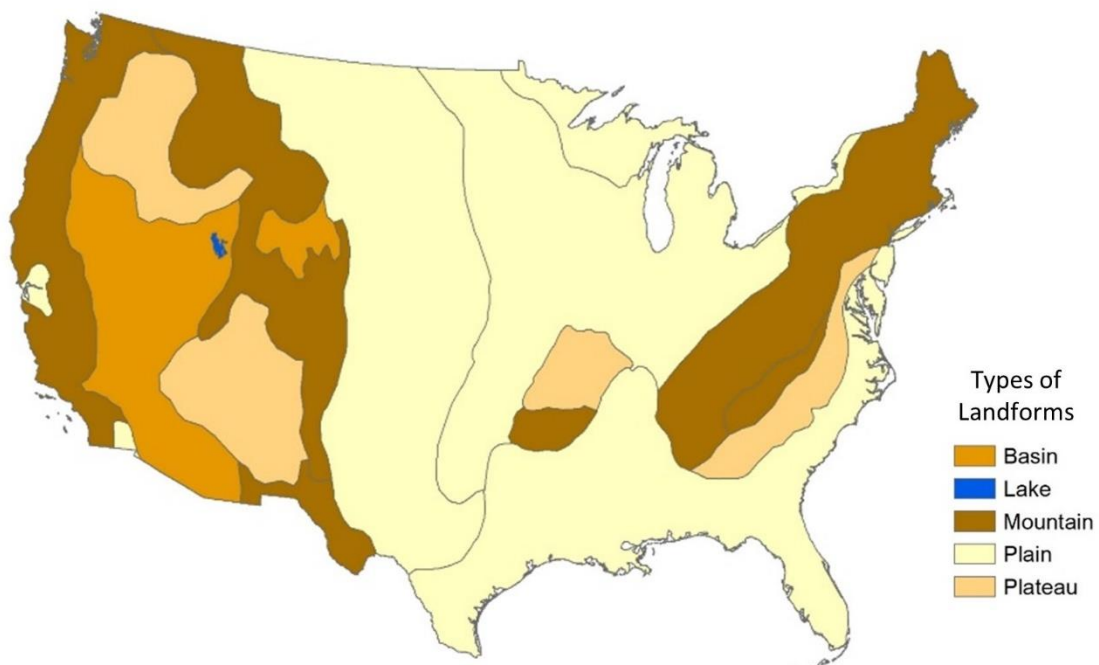 Types of
Landforms
Basin
Lake
Mountain
Plain
Plateau